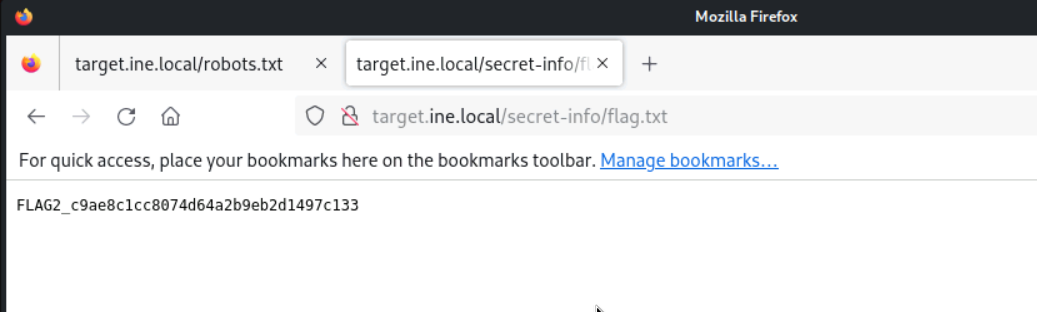 Mozilla Firefox
target.ine.local/robots.txt
target.ine.local/secret-info/fl
target.ine.local/secret-info/flag.txt
For quick access, place your bookmarks here on the bookmarks toolbar. Manage bookmarks...
FLAG2_c9ae8c1cc8074d64a2b9eb2d1497c133